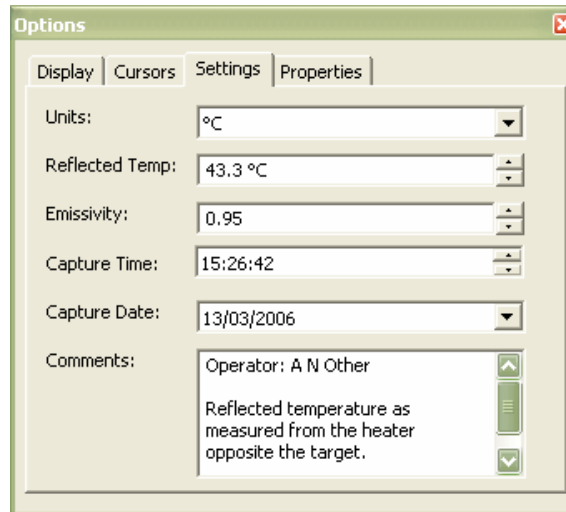 Options
Display Cursors Settings Properties
Units: °C
Reflected Temp: 43.3 °C
Emissivity: 0.95
Capture Time: 15:26:42
Capture Date: 13/03/2006
Comments: Operator: A N Other
Reflected temperature as
measured from the heater
opposite the target.